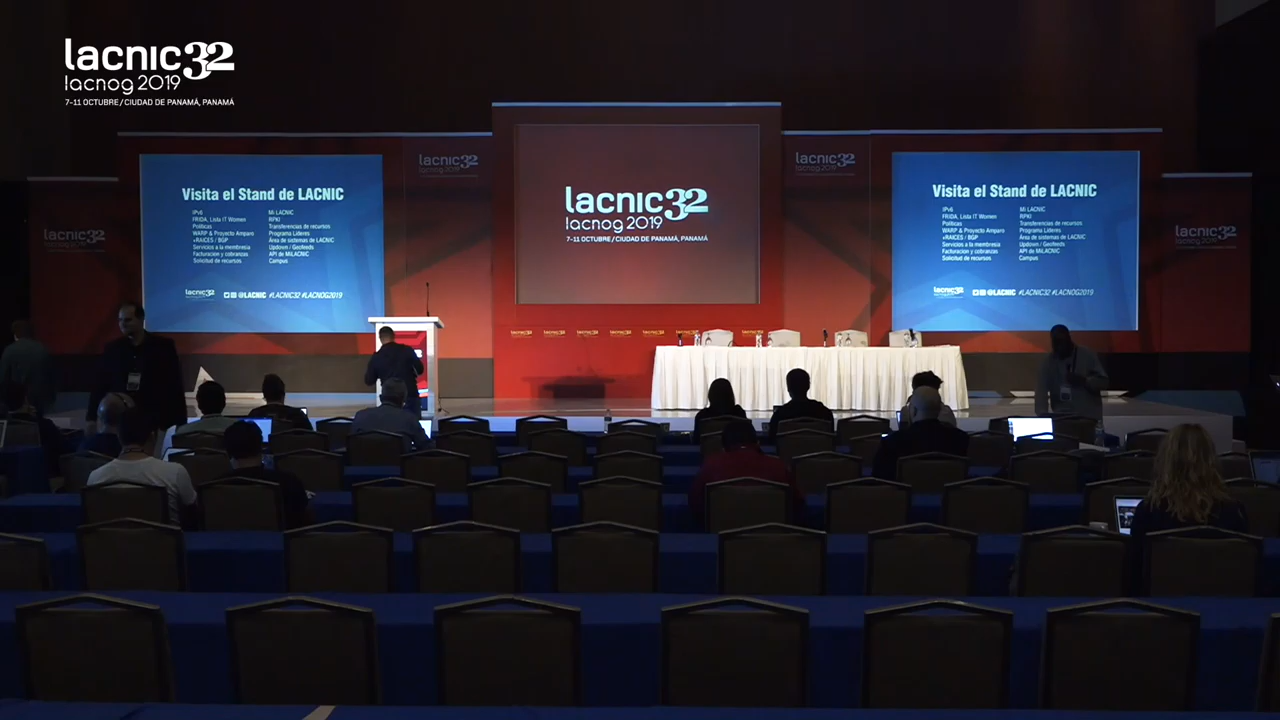 lacnic32
lacnog 2019
7-11 OCTUBRE / CIUDAD DE PANAMÁ, PANAMÁ
lacnic32
lacnog 2019
lacnic32
lacnog 2019
lacnic32
lacnog 2019
lacnic32
lacnog 2019
Visita el Stand de LACNIC
IPv6
FRIDA, Lista IT Women
Políticas
WARP & Proyecto Amparo
+RAICES / BGP
Servicios a la membresía
Facturacion y cobranzas
Solicitud de recursos
Mi LACNIC
RPKI
Transferencias de recursos
Programa Líderes
Área de sistemas de LACNIC
Updown / Geofeeds
API de MiLACNIC
Campus
lacnic32
@LACNIC #LACNIC32 #LACNOG2019
lacnic32
lacnog 2019
7-11 OCTUBRE / CIUDAD DE PANAMÁ, PANAMÁ
Visita el Stand de LACNIC
IPv6
FRIDA, Lista IT Women
Políticas
WARP & Proyecto Amparo
+RAICES / BGP
Servicios a la membresía
Facturacion y cobranzas
Solicitud de recursos
Mi LACNIC
RPKI
Transferencias de recursos
Programa Líderes
Área de sistemas de LACNIC
Updown / Geofeeds
API de MiLACNIC
Campus
lacnic32
@LACNIC #LACNIC32 #LACNOG2019